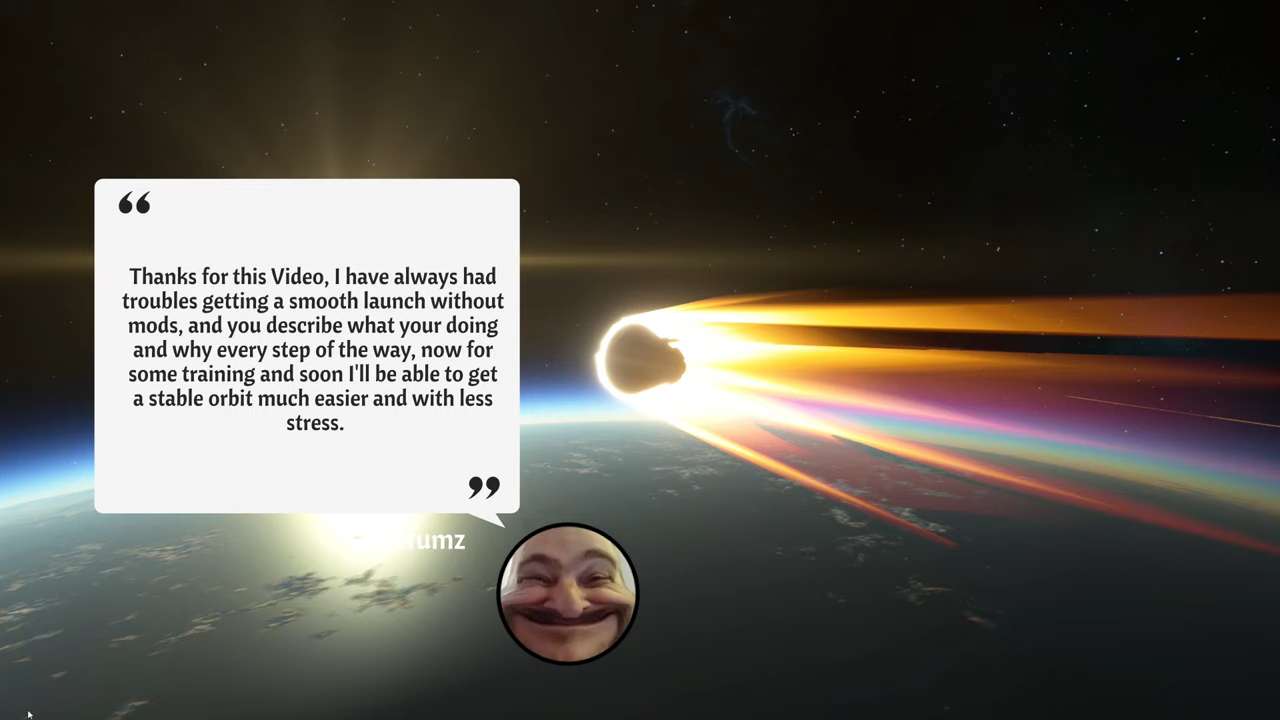 Thanks for this Video, I have always had
troubles getting a smooth launch without
mods, and you describe what your doing
and why every step of the way, now for
some training and soon I'll be able to get
a stable orbit much easier and with less
stress.